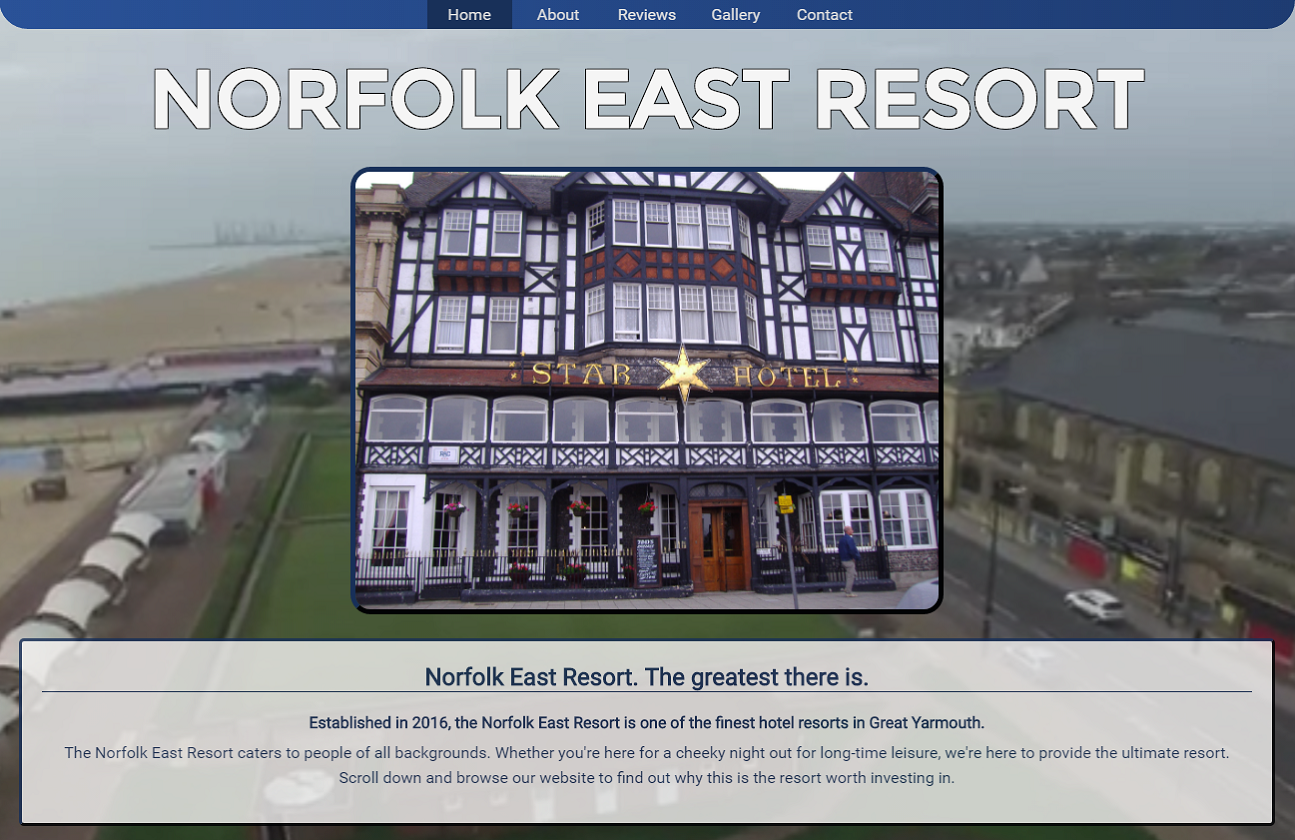 Home About Reviews Gallery Contact
NORFOLK EAST RESORT
STAR HOTEL
Norfolk East Resort. The greatest there is.
Established in 2016, the Norfolk East Resort is one of the finest hotel resorts in Great Yarmouth.
The Norfolk East Resort caters to people of all backgrounds. Whether you're here for a cheeky night out for long-time leisure, we're here to provide the ultimate resort.
Scroll down and browse our website to find out why this is the resort worth investing in.